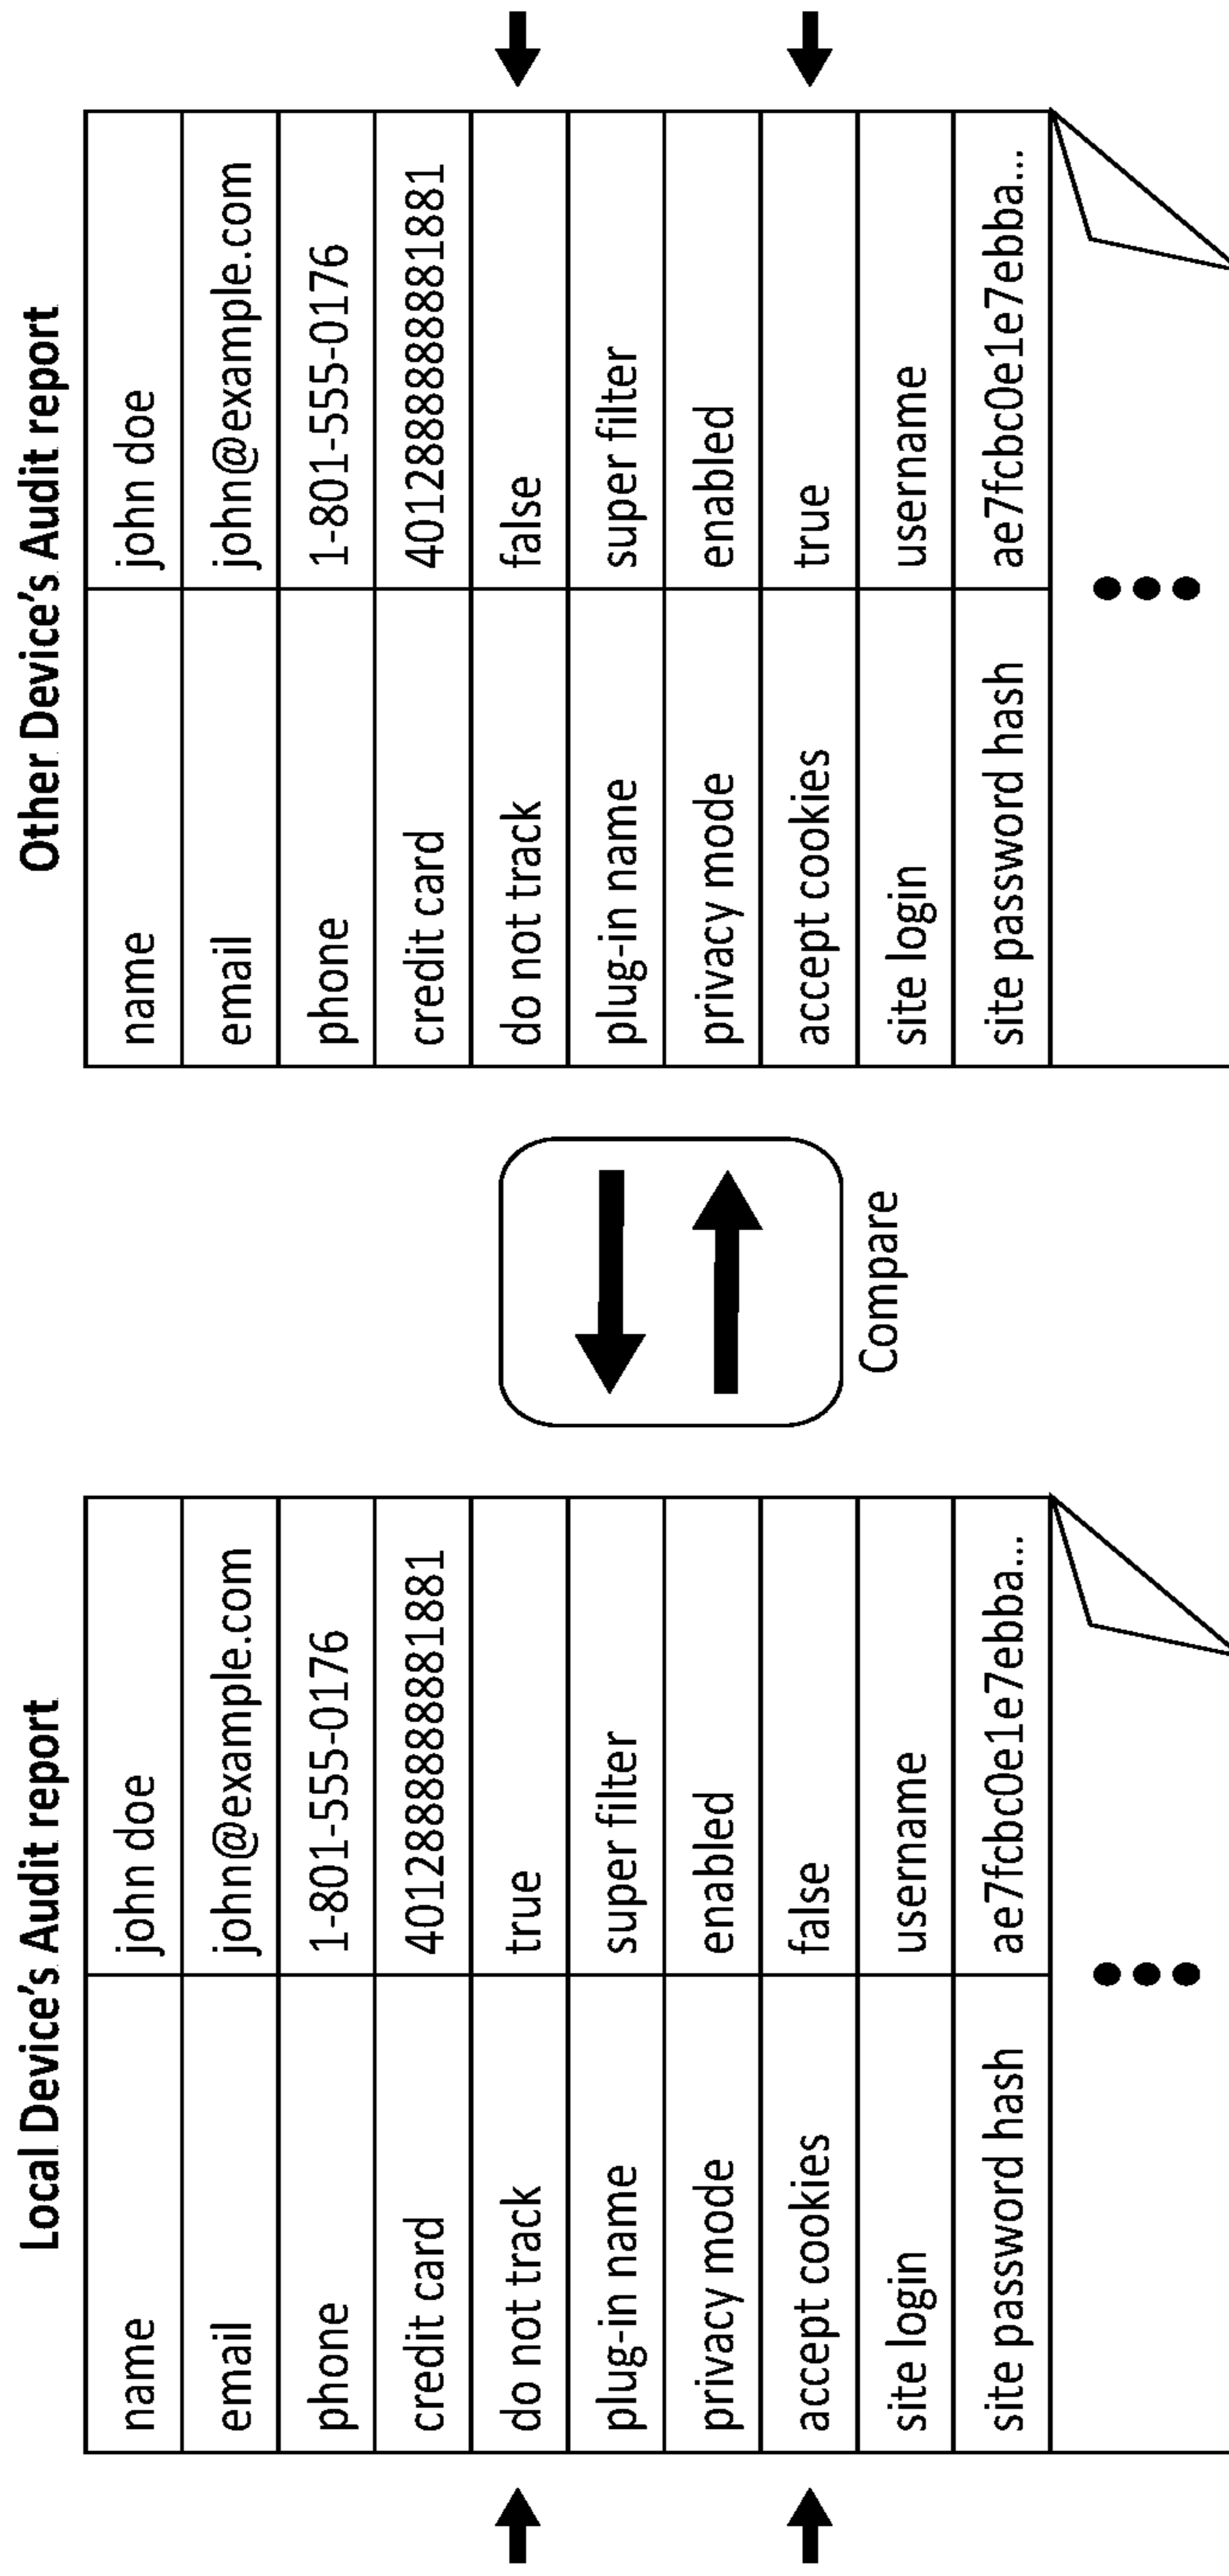 Local Device's Audit report
name john doe
email john@example.com
phone 1-801-555-0176
credit card 4012888888881881
do not track true
plug-in name super filter
privacy mode enabled
accept cookies false
site login username
site password hash ae7fcbc0e1e7ebba...
Compare
Other Device's Audit report
name john doe
email john@example.com
phone 1-801-555-0176
credit card 4012888888881881
do not track false
plug-in name super filter
privacy mode enabled
accept cookies true
site login username
site password hash ae7fcbc0e1e7ebba...